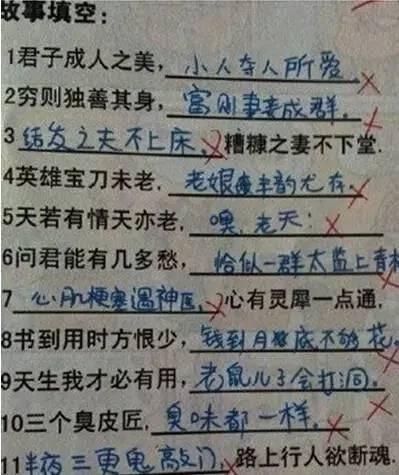 故事填空：
1君子成人之美，小人夺人所爱。
2穷则独善其身，富则妻妾成群。
3结发之夫不上床，糟糠之妻不下堂.
4英雄宝刀未老，老娘丰韵尤存。
5天若有情天亦老，噢，老天！
6问君能有几多愁，恰似一群太监上青楼
7心肌梗塞遇神医，心有灵犀一点通，
8书到用时方恨少，钱到月底不够花。
9天生我才必有用，老鼠儿子会打洞。
10三个臭皮匠，臭味都一样。
11半夜三更鬼敲门，路上行人欲断魂.